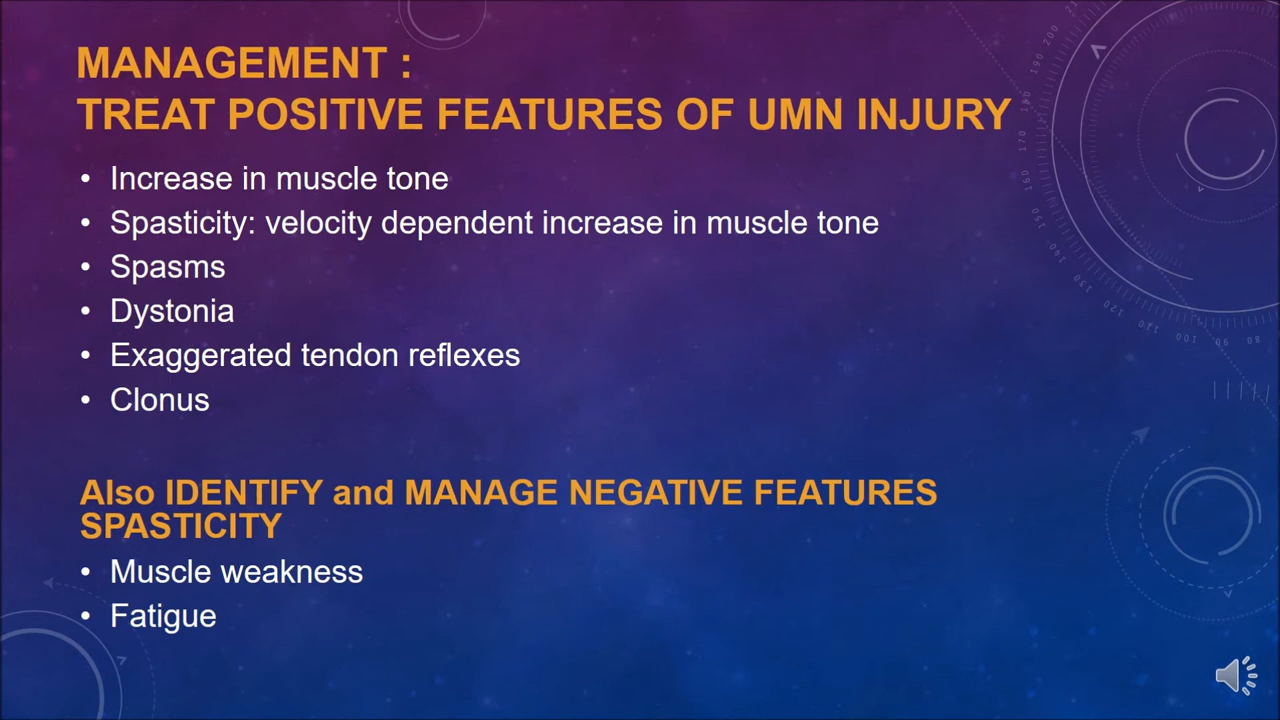 MANAGEMENT :
TREAT POSITIVE FEATURES OF UMN INJURY
• Increase in muscle tone
• Spasticity: velocity dependent increase in muscle tone
• Spasms
• Dystonia
• Exaggerated tendon reflexes
• Clonus
Also IDENTIFY and MANAGE NEGATIVE FEATURES
SPASTICITY
• Muscle weakness
• Fatigue